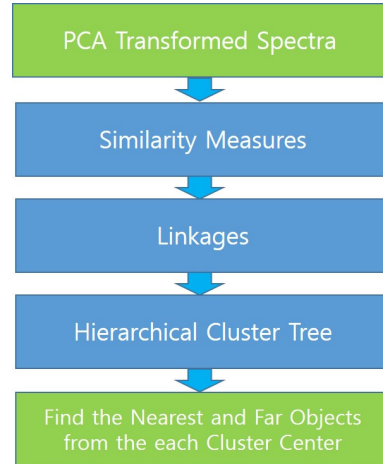 PCA Transformed Spectra
Similarity Measures
Linkages
Hierarchical Cluster Tree
Find the Nearest and Far Objects
from the each Cluster Center